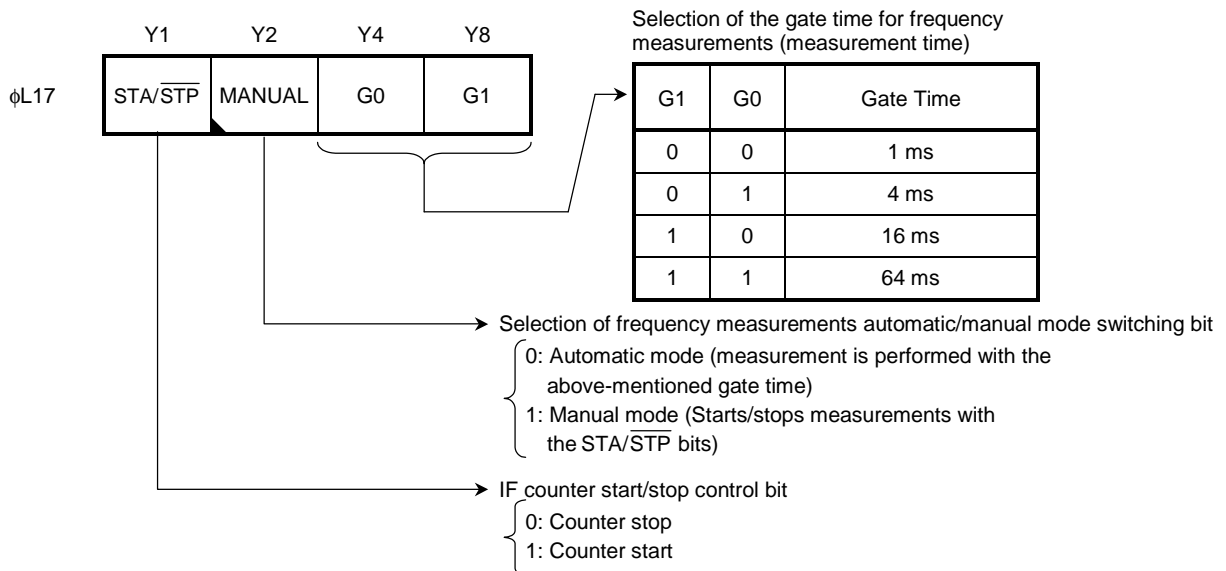 Selection of the gate time for frequency
measurements (measurement time)
Y1 Y2 Y4 Y8
φL17 STA/S̅T̅P̅ MANUAL G0 G1
G1 G0 Gate Time
0 0 1 ms
0 1 4 ms
1 0 16 ms
1 1 64 ms
Selection of frequency measurements automatic/manual mode switching bit
0: Automatic mode (measurement is performed with the
above-mentioned gate time)
1: Manual mode (Starts/stops measurements with
the STA/S̅T̅P̅ bits)
IF counter start/stop control bit
0: Counter stop
1: Counter start